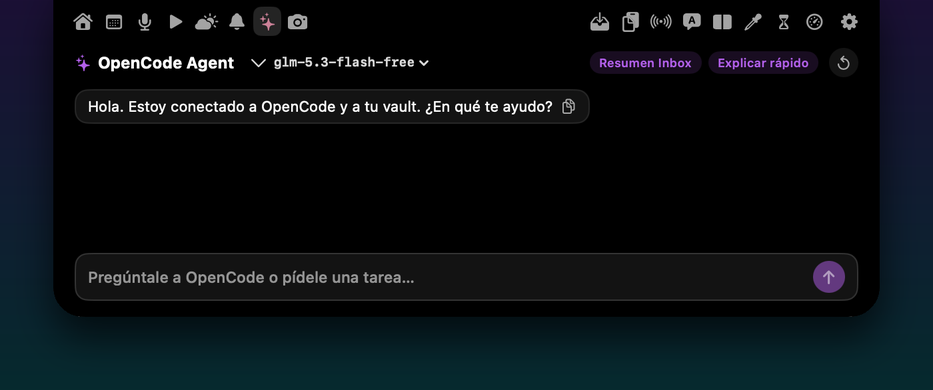 OpenCode Agent
glm-5.3-flash-free
Resumen Inbox
Explicar rápido
Hola. Estoy conectado a OpenCode y a tu vault. ¿En qué te ayudo?
Pregúntale a OpenCode o pídele una tarea...